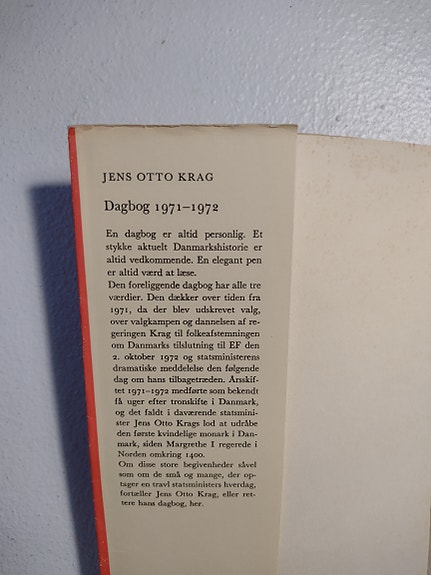 JENS OTTO KRAG
Dagbog 1971–1972
En dagbog er altid personlig. Et
stykke aktuelt Danmarkshistorie er
altid vedkommende. En elegant pen
er altid værd at læse.
Den foreliggende dagbog har alle tre
værdier. Den dækker over tiden fra
1971, da der blev udskrevet valg,
over valgkampen og dannelsen af re-
geringen Krag til folkeafstemningen
om Danmarks tilslutning til EF den
2. oktober 1972 og statsministerens
dramatiske meddelelse den følgende
dag om hans tilbagetræden. Årsskif-
tet 1971–1972 medførte som bekendt
få uger efter tronskifte i Danmark,
og det faldt i daværende statsmini-
ster Jens Otto Krags lod at udråbe
den første kvindelige monark i Dan-
mark, siden Margrethe I regerede i
Norden omkring 1400.
Om disse store begivenheder såvel
som om de små og mange, der op-
tager en travl statsministers hverdag,
fortæller Jens Otto Krag, eller ret-
tere hans dagbog, her.